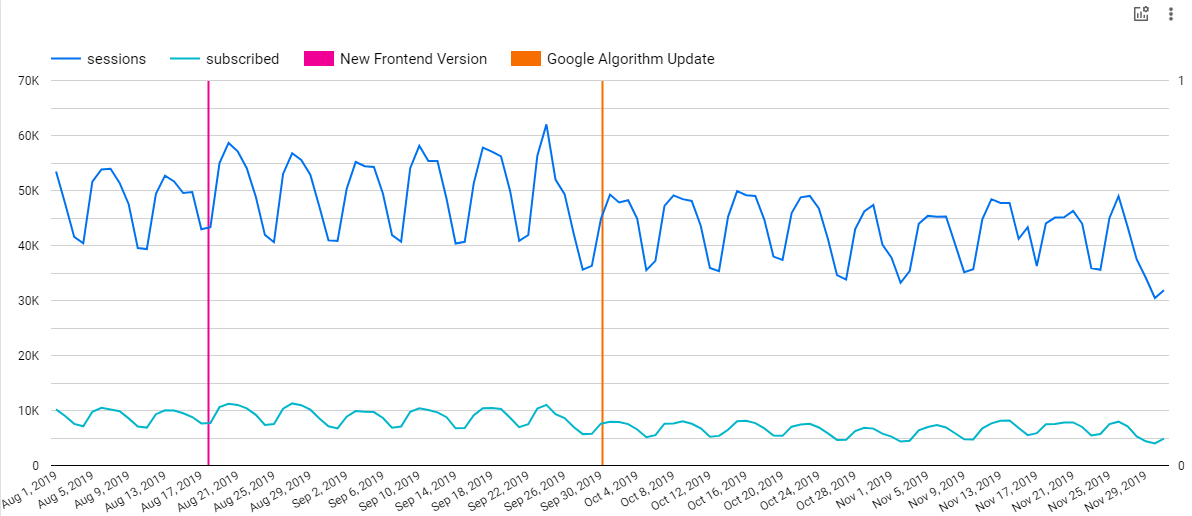 sessions subscribed New Frontend Version Google Algorithm Update
70K 1
60K
50K
40K
30K
20K
10K
0 0
Aug 1, 2019 Aug 5, 2019 Aug 9, 2019 Aug 13, 2019 Aug 17, 2019 Aug 21, 2019 Aug 25, 2019 Aug 29, 2019 Sep 2, 2019 Sep 6, 2019 Sep 10, 2019 Sep 14, 2019 Sep 18, 2019 Sep 22, 2019 Sep 26, 2019 Sep 30, 2019 Oct 4, 2019 Oct 8, 2019 Oct 12, 2019 Oct 16, 2019 Oct 20, 2019 Oct 24, 2019 Oct 28, 2019 Nov 1, 2019 Nov 5, 2019 Nov 9, 2019 Nov 13, 2019 Nov 17, 2019 Nov 21, 2019 Nov 25, 2019 Nov 29, 2019